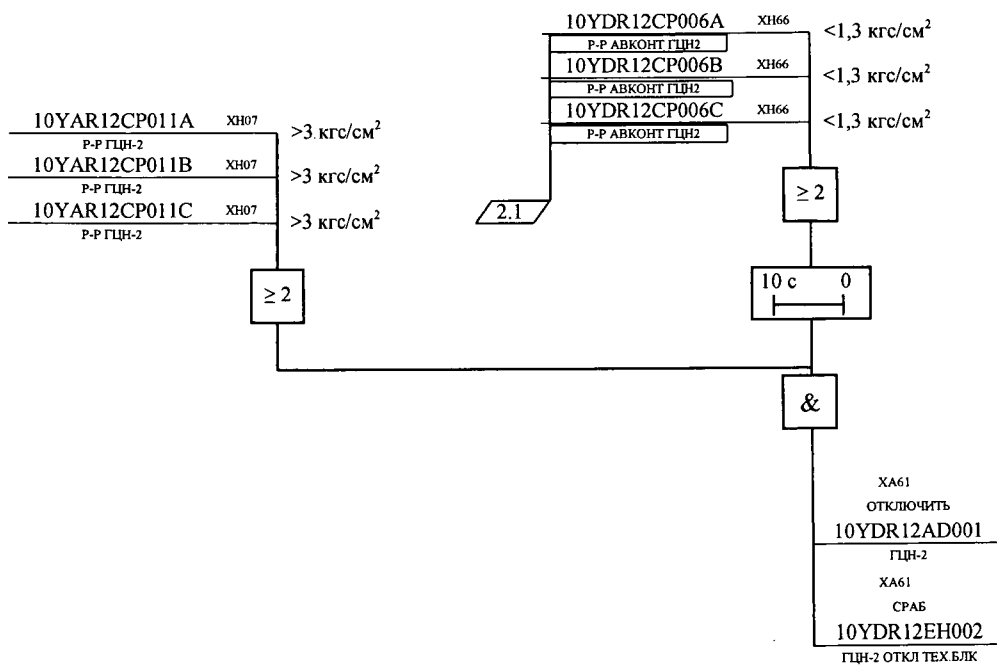 10YDR12CP006A XH66 <1,3 кгс/см²
Р-Р АВКОНТ ГЦН2
10YDR12CP006B XH66 <1,3 кгс/см²
Р-Р АВКОНТ ГЦН2
10YDR12CP006C XH66 <1,3 кгс/см²
Р-Р АВКОНТ ГЦН2
10YAR12CP011A XH07 >3 кгс/см²
Р-Р ГЦН-2
10YAR12CP011B XH07 >3 кгс/см²
Р-Р ГЦН-2
10YAR12CP011C XH07 >3 кгс/см²
Р-Р ГЦН-2
2.1
≥ 2
≥ 2
10 с 0
&
XA61
ОТКЛЮЧИТЬ
10YDR12AD001
ГЦН-2
XA61
СРАБ
10YDR12EH002
ГЦН-2 ОТКЛ ТЕХ.БЛК